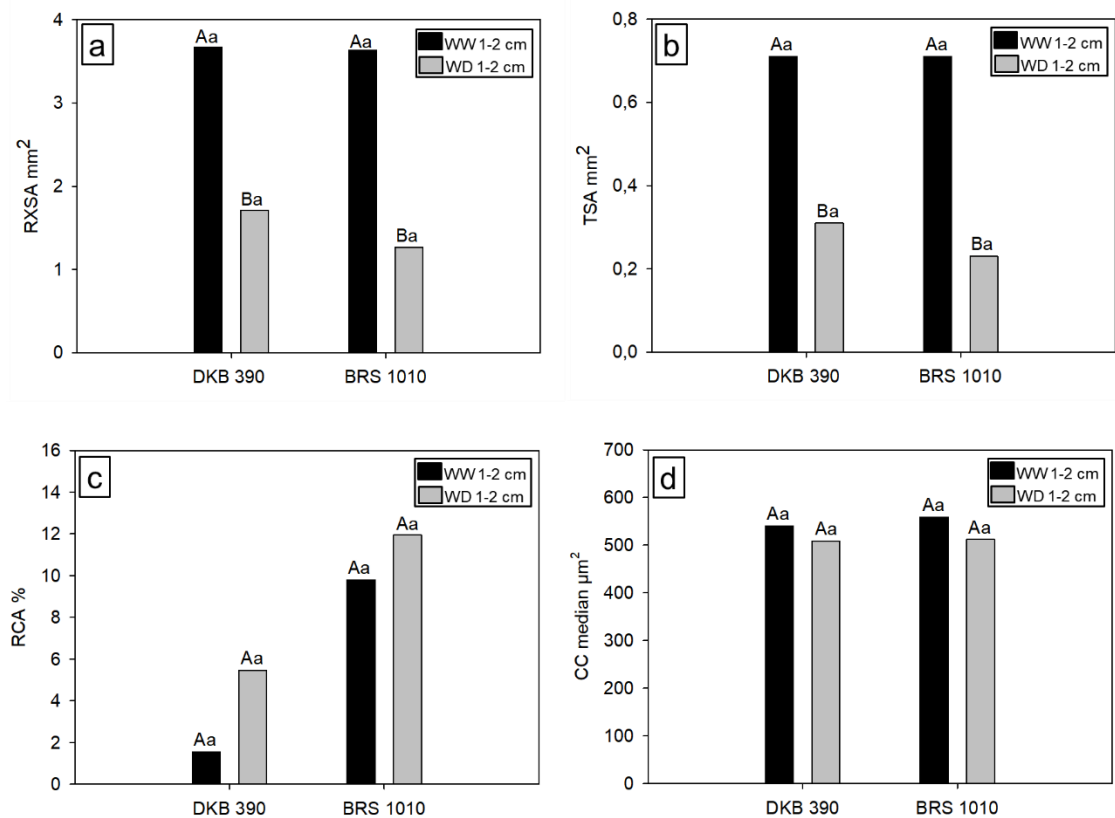 a
WW 1-2 cm
WD 1-2 cm
RXSA mm²
4
3
2
1
0
Aa
Ba
Aa
Ba
DKB 390
BRS 1010
b
WW 1-2 cm
WD 1-2 cm
TSA mm²
0,8
0,6
0,4
0,2
0,0
Aa
Ba
Aa
Ba
DKB 390
BRS 1010
c
WW 1-2 cm
WD 1-2 cm
RCA %
16
14
12
10
8
6
4
2
0
Aa
Aa
Aa
Aa
DKB 390
BRS 1010
d
WW 1-2 cm
WD 1-2 cm
CC median µm²
700
600
500
400
300
200
100
0
Aa
Aa
Aa
Aa
DKB 390
BRS 1010